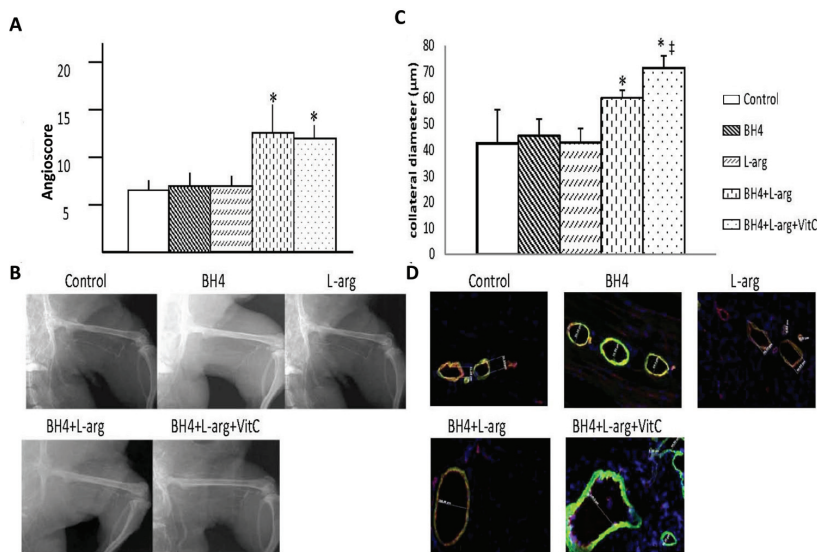 A
20
15
10
5
Angioscore
*
*
C
80
70
60
50
40
30
20
10
0
collateral diameter (µm)
*
* ‡
Control
BH4
L-arg
BH4+L-arg
BH4+L-arg+VitC
B
Control BH4 L-arg
BH4+L-arg BH4+L-arg+VitC
D
Control BH4 L-arg
BH4+L-arg BH4+L-arg+VitC